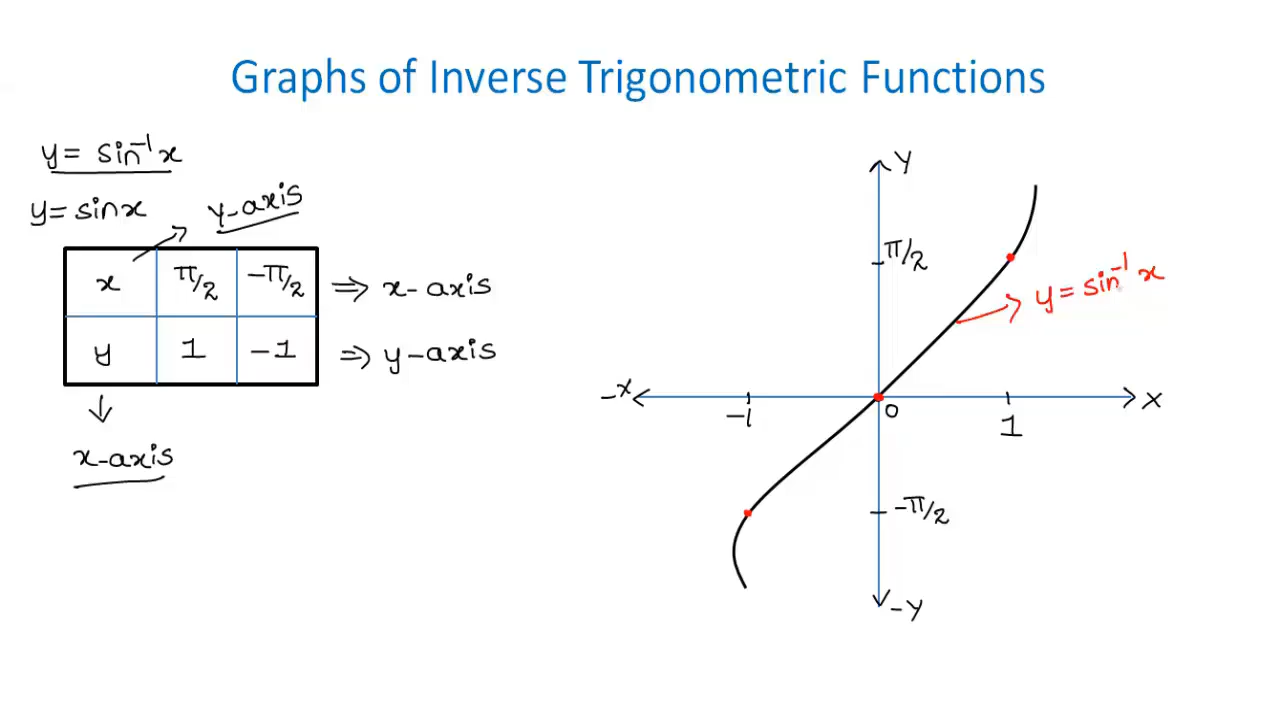 Graphs of Inverse Trigonometric Functions
y = sin⁻¹x
y = sinx
y-axis
x π/2 -π/2 ⇒ x-axis
y 1 -1 ⇒ y-axis
x-axis
Y
π/2
y = sin⁻¹x
-X
-1
0
1
X
-π/2
-Y